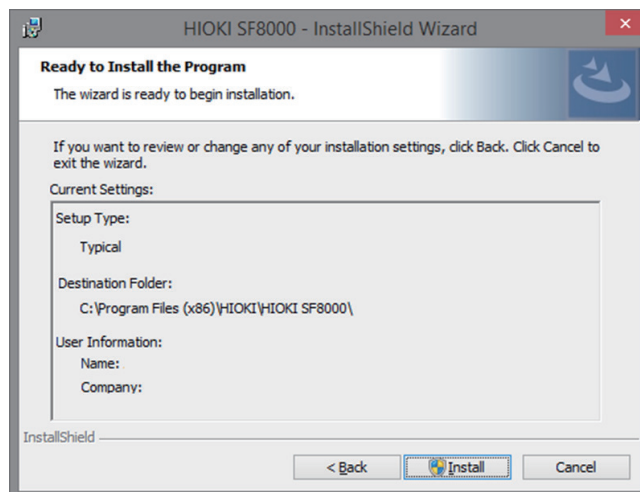 HIOKI SF8000 - InstallShield Wizard
Ready to Install the Program
The wizard is ready to begin installation.
If you want to review or change any of your installation settings, click Back. Click Cancel to
exit the wizard.
Current Settings:
Setup Type:
Typical
Destination Folder:
C:\Program Files (x86)\HIOKI\HIOKI SF8000\
User Information:
Name:
Company:
InstallShield
< Back
Install
Cancel